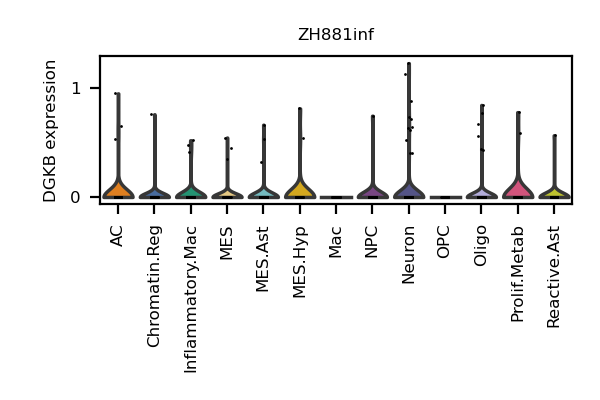 ZH881inf
DGKB expression
1
0
AC
Chromatin.Reg
Inflammatory.Mac
MES
MES.Ast
MES.Hyp
Mac
NPC
Neuron
OPC
Oligo
Prolif.Metab
Reactive.Ast